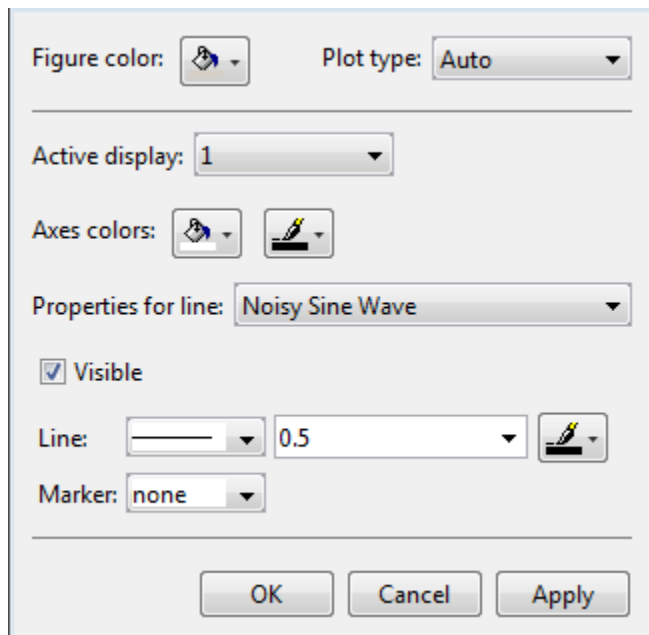 Figure color: Plot type: Auto
Active display: 1
Axes colors:
Properties for line: Noisy Sine Wave
Visible
Line: 0.5
Marker: none
OK Cancel Apply